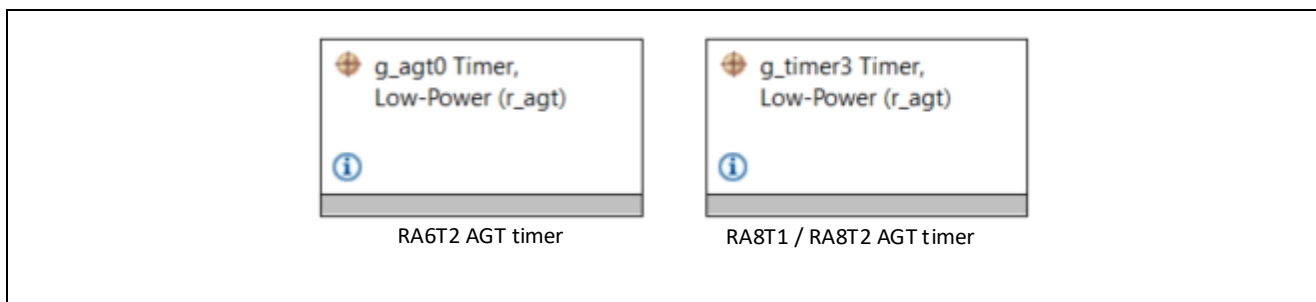 g_agt0 Timer,
Low-Power (r_agt)
g_timer3 Timer,
Low-Power (r_agt)
RA6T2 AGT timer
RA8T1 / RA8T2 AGT timer